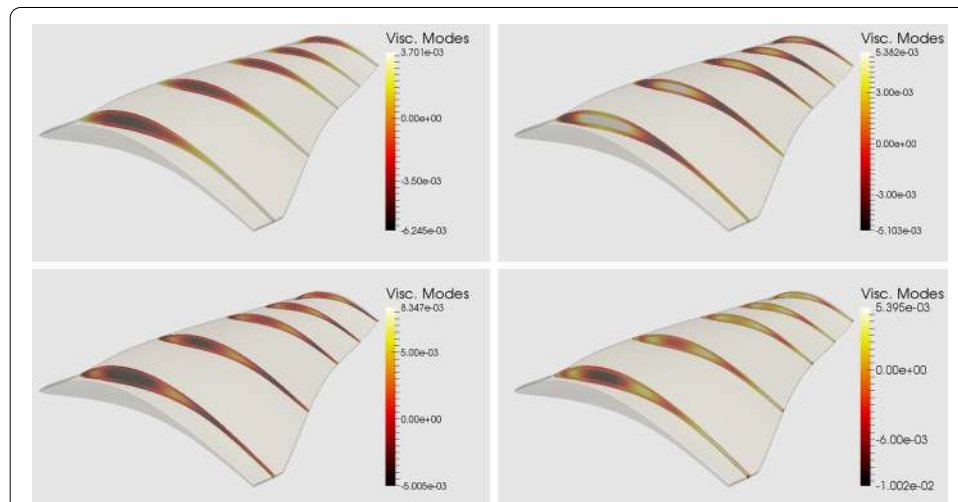 Visc. Modes
3.701e-03
0.00e+00
-3.50e-03
-6.245e-03
Visc. Modes
5.382e-03
3.00e-03
0.00e+00
-3.00e-03
-5.103e-03
Visc. Modes
8.347e-03
5.00e-03
0.00e+00
-5.005e-03
Visc. Modes
5.395e-03
0.00e+00
-6.00e-03
-1.002e-02